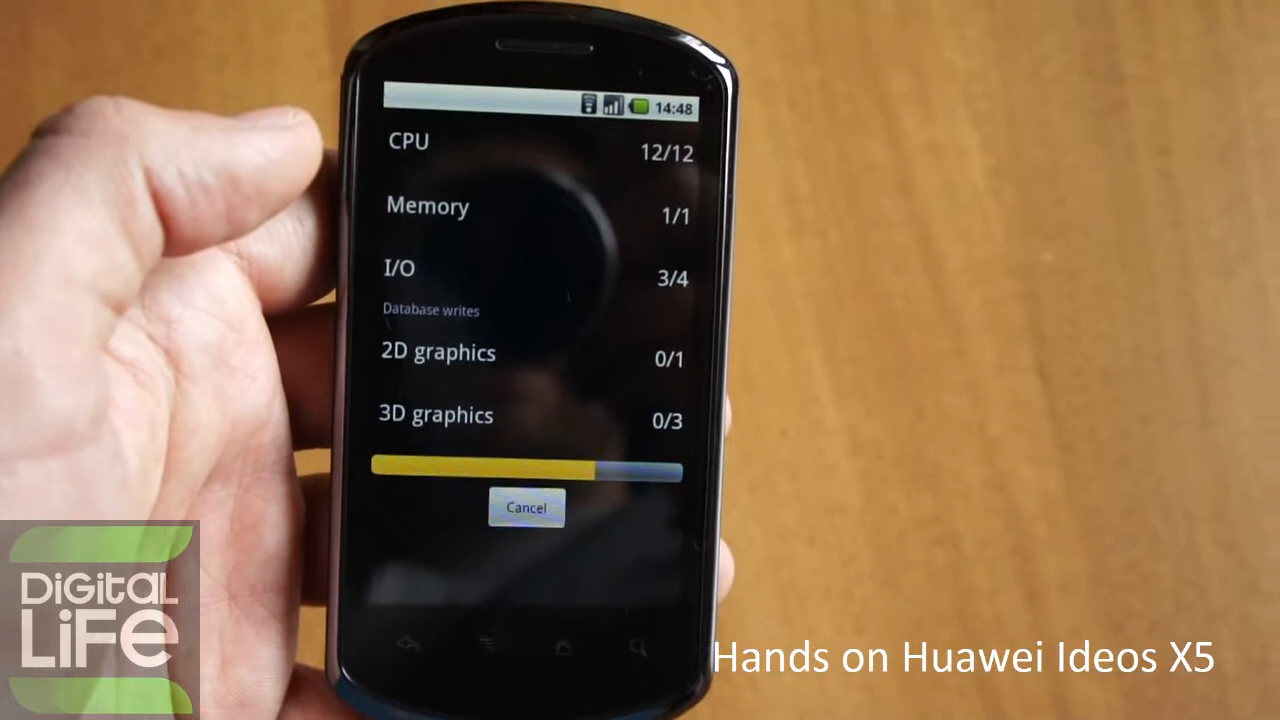 14:48
CPU 12/12
Memory 1/1
I/O 3/4
Database writes
2D graphics 0/1
3D graphics 0/3
Cancel
DiGitaL
LiFe
Hands on Huawei Ideos X5